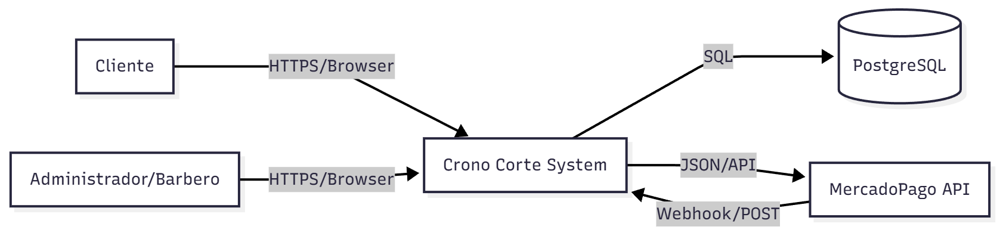 Cliente
HTTPS/Browser
SQL
PostgreSQL
Administrador/Barbero
HTTPS/Browser
Crono Corte System
JSON/API
MercadoPago API
Webhook/POST